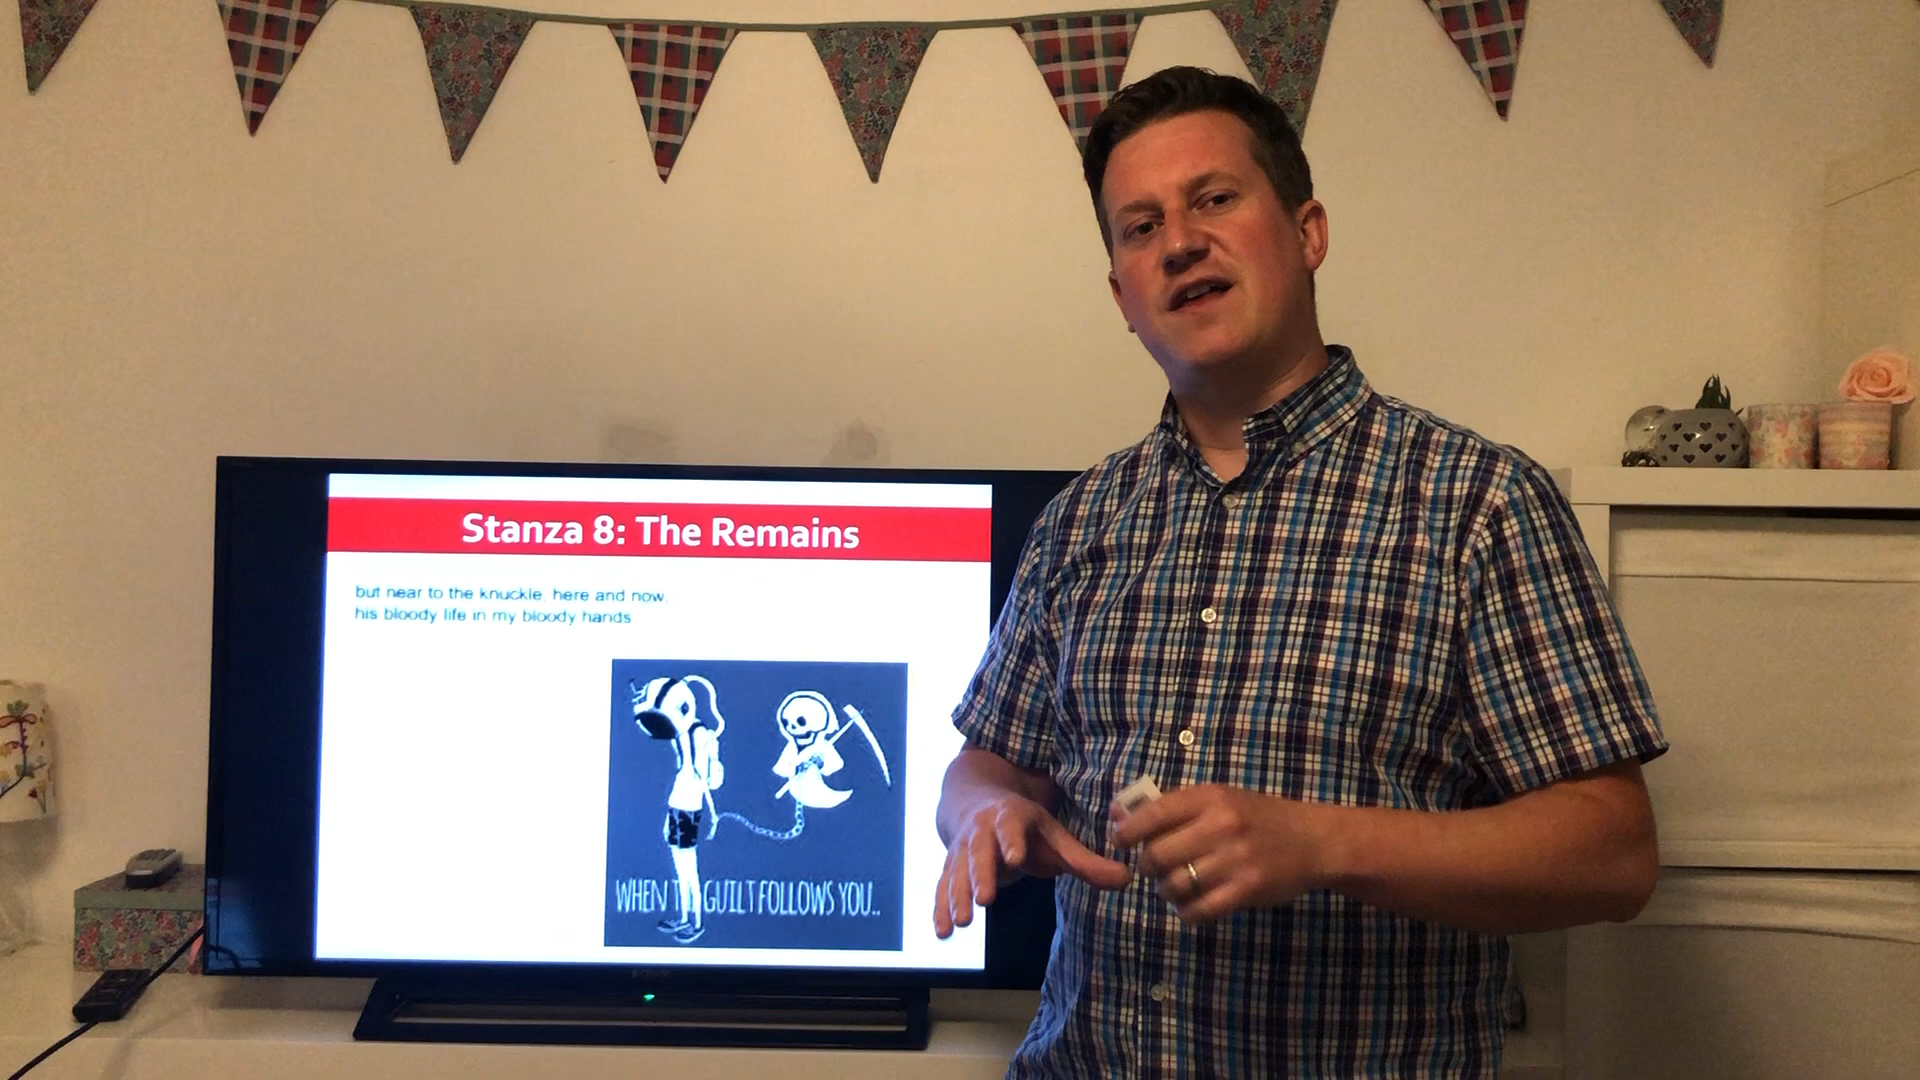 Stanza 8: The Remains
but near to the knuckle, here and now,
his bloody life in my bloody hands
WHEN T GUILT FOLLOWS YOU..